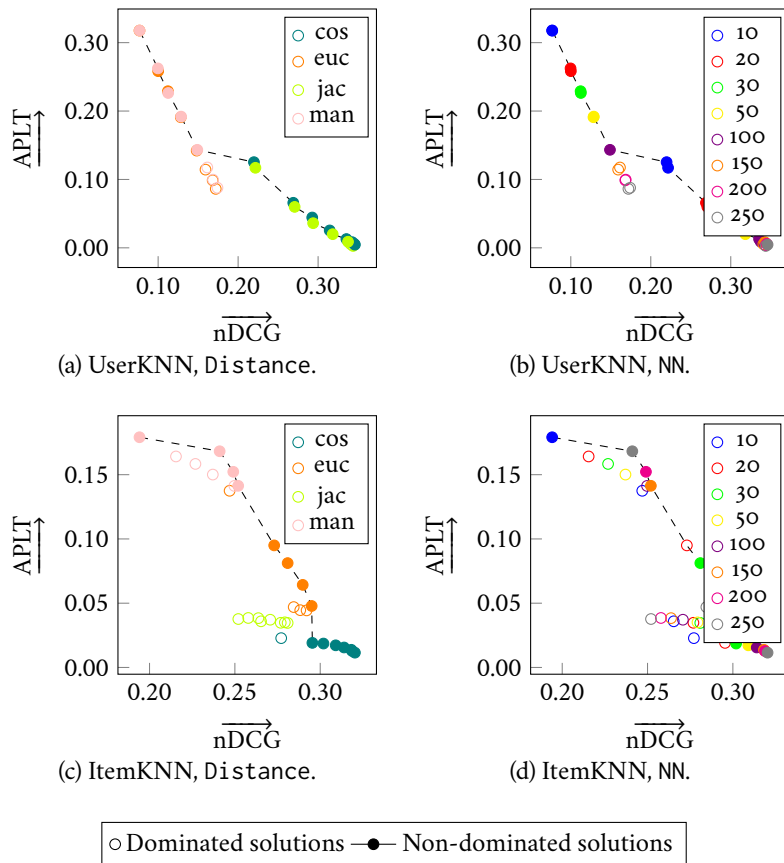 0.30
0.20
0.10
0.00
APLT
cos
euc
jac
man
0.10 0.20 0.30
nDCG
(a) UserKNN, Distance.
0.30
0.20
0.10
0.00
APLT
10
20
30
50
100
150
200
250
0.10 0.20 0.30
nDCG
(b) UserKNN, NN.
0.15
0.10
0.05
0.00
APLT
cos
euc
jac
man
0.20 0.25 0.30
nDCG
(c) ItemKNN, Distance.
0.15
0.10
0.05
0.00
APLT
10
20
30
50
100
150
200
250
0.20 0.25 0.30
nDCG
(d) ItemKNN, NN.
Dominated solutions Non-dominated solutions